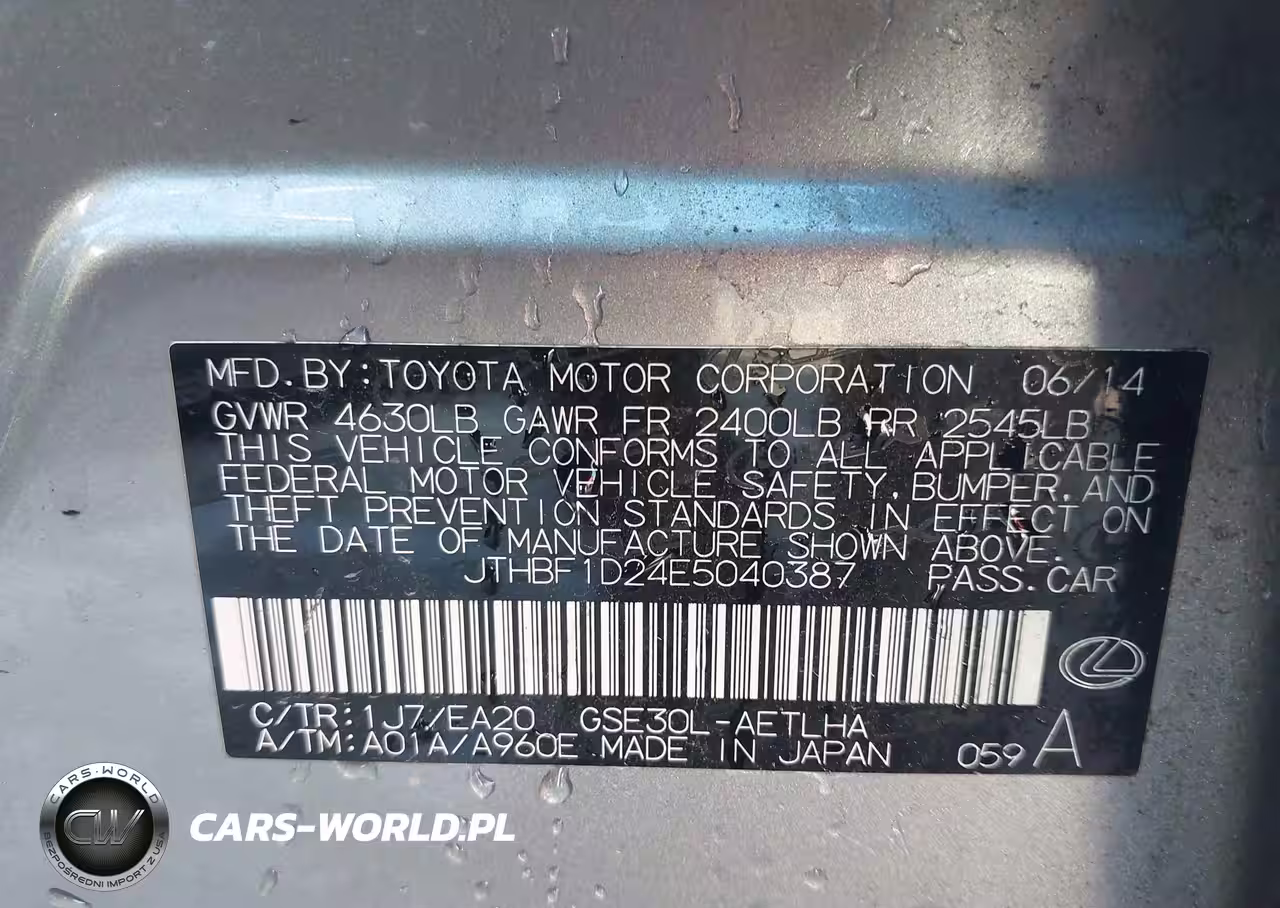 MFD. BY: TOYOTA MOTOR CORPORATION 06/14
GVWR 4630LB GAWR FR 2400LB RR 2545LB
THIS VEHICLE CONFORMS TO ALL APPLICABLE
FEDERAL MOTOR VEHICLE SAFETY, BUMPER, AND
THEFT PREVENTION STANDARDS IN EFFECT ON
THE DATE OF MANUFACTURE SHOWN ABOVE.
JTHBF1D24E5040387 PASS. CAR
C/TR: 1J7/EA20 GSE30L-AETLHA
A/TM: A01A/A960E MADE IN JAPAN 059 A
CARS-WORLD
CW
BEZPOŚREDNI IMPORT Z USA
CARS-WORLD.PL